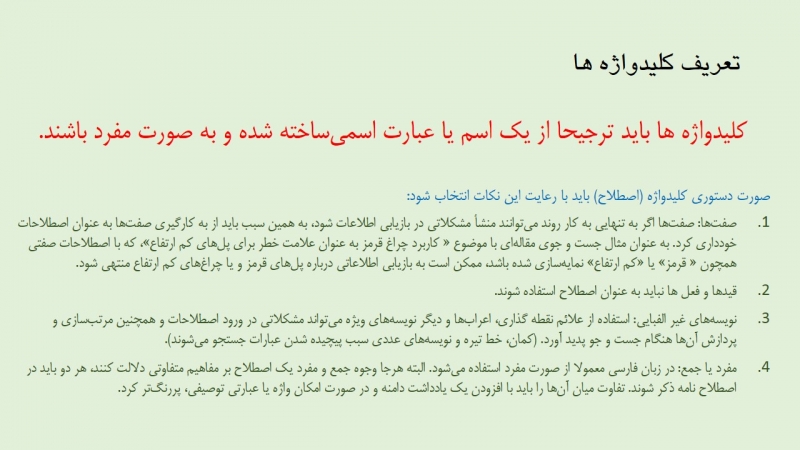 تعریف کلیدواژه ها
کلیدواژه ها باید ترجیحا از یک اسم یا عبارت اسمی‌ساخته شده و به صورت مفرد باشند.
صورت دستوری کلیدواژه (اصطلاح) باید با رعایت این نکات انتخاب شود:
1. صفت‌ها: صفت‌ها اگر به تنهایی به کار روند می‌توانند منشأ مشکلاتی در بازیابی اطلاعات شود، به همین سبب باید از به کارگیری صفت‌ها به عنوان اصطلاحات
خودداری کرد. به عنوان مثال جست و جوی مقاله‌ای با موضوع « کاربرد چراغ قرمز به عنوان علامت خطر برای پل‌های کم ارتفاع»، که با اصطلاحات صفتی
همچون « قرمز» یا «کم ارتفاع» نمایه‌سازی شده باشد، ممکن است به بازیابی اطلاعاتی درباره پل‌های قرمز و یا چراغ‌های کم ارتفاع منتهی شود.
2. قیدها و فعل ها نباید به عنوان اصطلاح استفاده شوند.
3. نویسه‌های غیر الفبایی: استفاده از علائم نقطه گذاری، اعراب‌ها و دیگر نویسه‌های ویژه می‌تواند مشکلاتی در ورود اصطلاحات و همچنین مرتب‌سازی و
پردازش آن‌ها هنگام جست و جو پدید آورد. (کمان، خط تیره و نویسه‌های عددی سبب پیچیده شدن عبارات جستجو می‌شوند).
4. مفرد یا جمع: در زبان فارسی معمولا از صورت مفرد استفاده می‌شود. البته هرجا وجوه جمع و مفرد یک اصطلاح بر مفاهیم متفاوتی دلالت کنند، هر دو باید در
اصطلاح نامه ذکر شوند. تفاوت میان آن‌ها را باید با افزودن یک یادداشت دامنه و در صورت امکان واژه یا عبارتی توصیفی، پررنگ‌تر کرد.